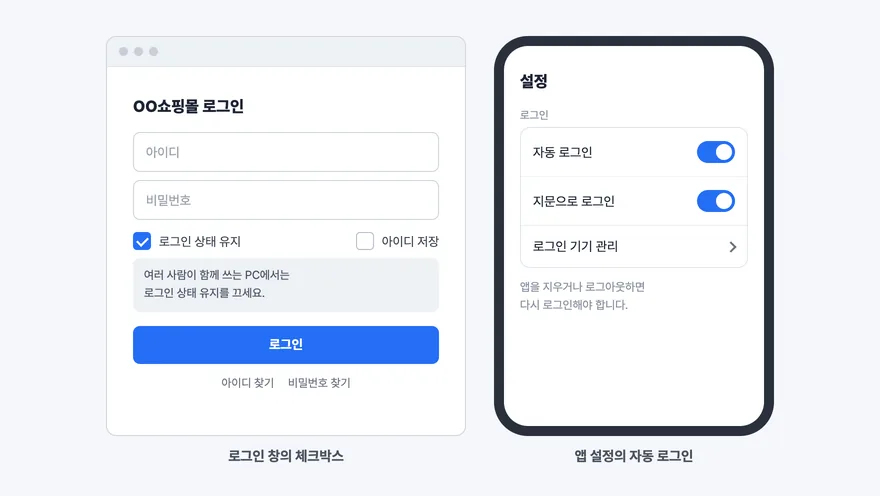 OO쇼핑몰 로그인
아이디
비밀번호
로그인 상태 유지
아이디 저장
여러 사람이 함께 쓰는 PC에서는
로그인 상태 유지를 끄세요.
로그인
아이디 찾기
비밀번호 찾기
로그인 창의 체크박스
설정
로그인
자동 로그인
지문으로 로그인
로그인 기기 관리
앱을 지우거나 로그아웃하면
다시 로그인해야 합니다.
앱 설정의 자동 로그인